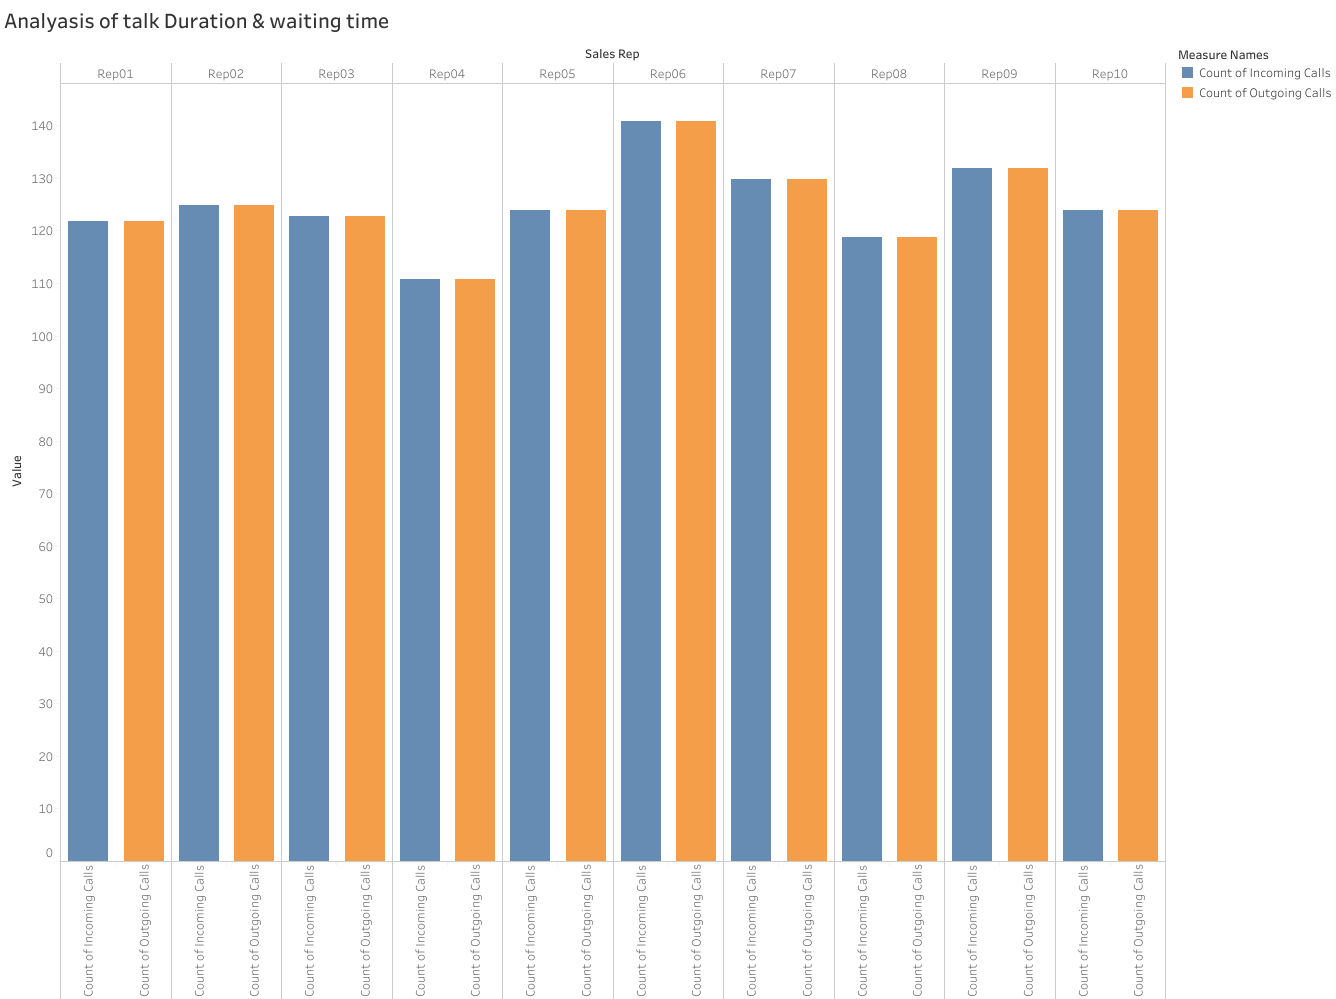 Analyasis of talk Duration & waiting time
Sales Rep
Rep01 Rep02 Rep03 Rep04 Rep05 Rep06 Rep07 Rep08 Rep09 Rep10
Measure Names
Count of Incoming Calls
Count of Outgoing Calls
Value
140
130
120
110
100
90
80
70
60
50
40
30
20
10
0
Count of Incoming Calls
Count of Outgoing Calls
Count of Incoming Calls
Count of Outgoing Calls
Count of Incoming Calls
Count of Outgoing Calls
Count of Incoming Calls
Count of Outgoing Calls
Count of Incoming Calls
Count of Outgoing Calls
Count of Incoming Calls
Count of Outgoing Calls
Count of Incoming Calls
Count of Outgoing Calls
Count of Incoming Calls
Count of Outgoing Calls
Count of Incoming Calls
Count of Outgoing Calls
Count of Incoming Calls
Count of Outgoing Calls